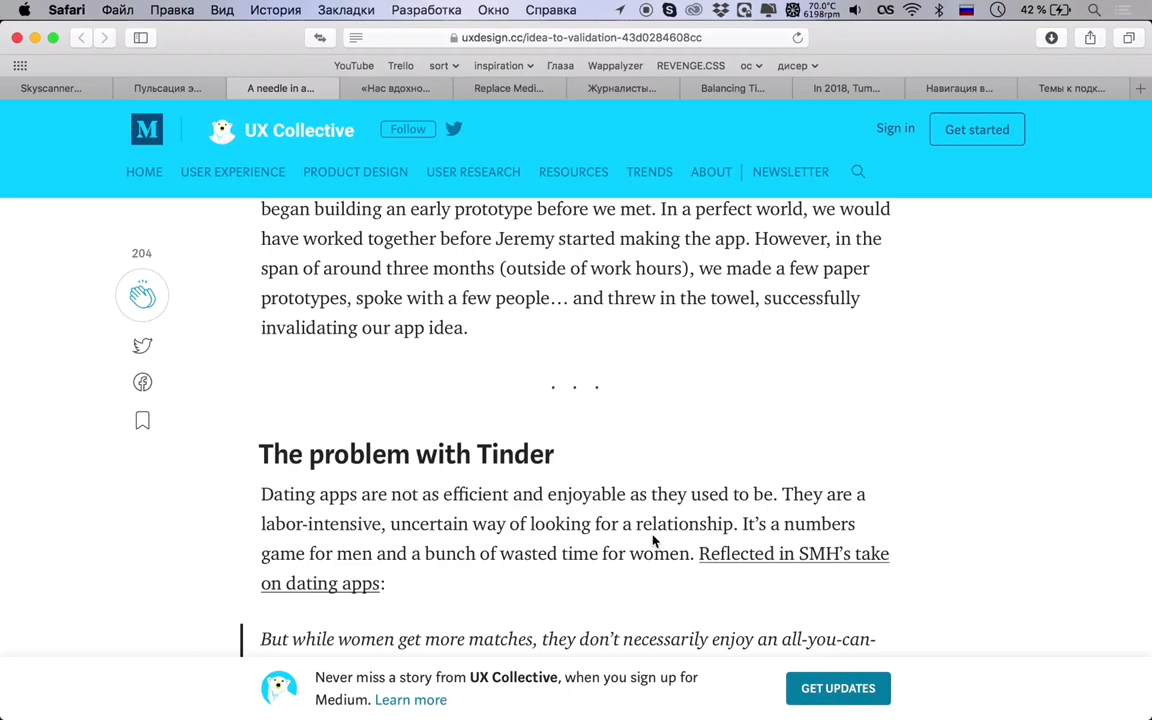 Safari Файл Правка Вид История Закладки Разработка Окно Справка 70.0°C 6198rpm 42 %
uxdesign.cc/idea-to-validation-43d0284608cc
YouTube Trello sort inspiration Глаза Wappalyzer REVENGE.CSS ос дисер
Skyscanner... Пульсация э... A needle in a... «Нас вдохно... Replace Medi... Журналисты... Balancing Ti... In 2018, Tum... Навигация в... Темы к подк...
M UX Collective Follow Sign in Get started
HOME USER EXPERIENCE PRODUCT DESIGN USER RESEARCH RESOURCES TRENDS ABOUT NEWSLETTER
began building an early prototype before we met. In a perfect world, we would
have worked together before Jeremy started making the app. However, in the
204
span of around three months (outside of work hours), we made a few paper
prototypes, spoke with a few people… and threw in the towel, successfully
invalidating our app idea.
. . .
The problem with Tinder
Dating apps are not as efficient and enjoyable as they used to be. They are a
labor-intensive, uncertain way of looking for a relationship. It’s a numbers
game for men and a bunch of wasted time for women. Reflected in SMH’s take
on dating apps:
But while women get more matches, they don’t necessarily enjoy an all-you-can-
Never miss a story from UX Collective, when you sign up for
Medium. Learn more
GET UPDATES